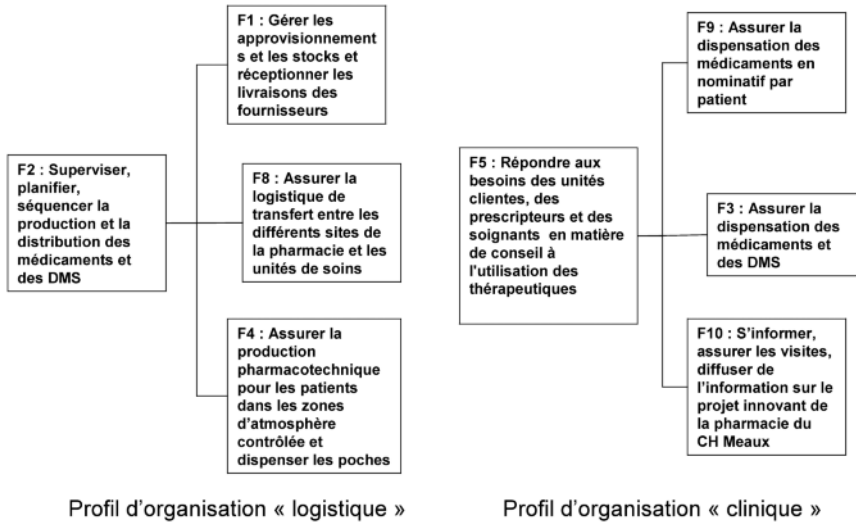 F1 : Gérer les
approvisionnement
s et les stocks et
réceptionner les
livraisons des
fournisseurs
F2 : Superviser,
planifier,
séquencer la
production et la
distribution des
médicaments et
des DMS
F8 : Assurer la
logistique de
transfert entre les
différents sites de
la pharmacie et les
unités de soins
F4 : Assurer la
production
pharmacotechnique
pour les patients
dans les zones
d’atmosphère
contrôlée et
dispenser les poches
Profil d’organisation « logistique »
F9 : Assurer la
dispensation des
médicaments en
nominatif par
patient
F5 : Répondre aux
besoins des unités
clientes, des
prescripteurs et des
soignants en matière
de conseil à
l’utilisation des
thérapeutiques
F3 : Assurer la
dispensation des
médicaments et
des DMS
F10 : S’informer,
assurer les visites,
diffuser de
l’information sur le
projet innovant de
la pharmacie du
CH Meaux
Profil d’organisation « clinique »